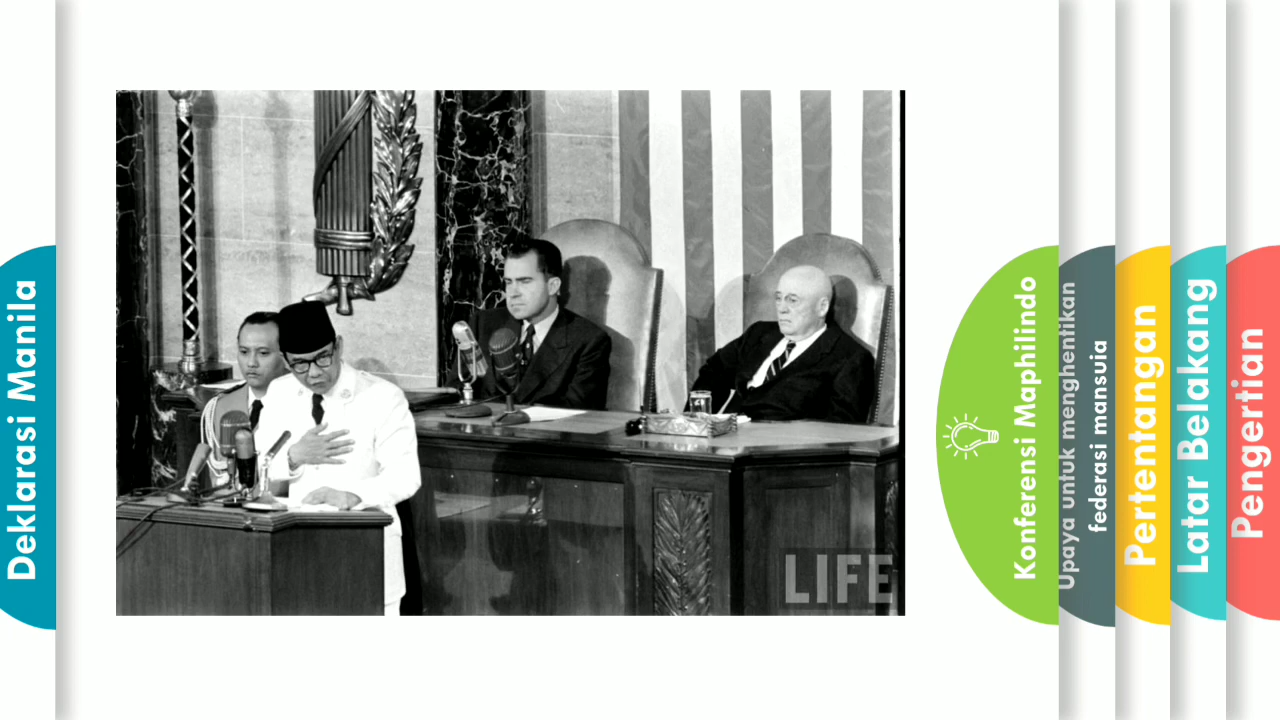 Deklarasi Manila
LIFE
Konferensi Maphilindo
Upaya untuk menghentikan
federasi mansuia
Pertentangan
Latar Belakang
Pengertian